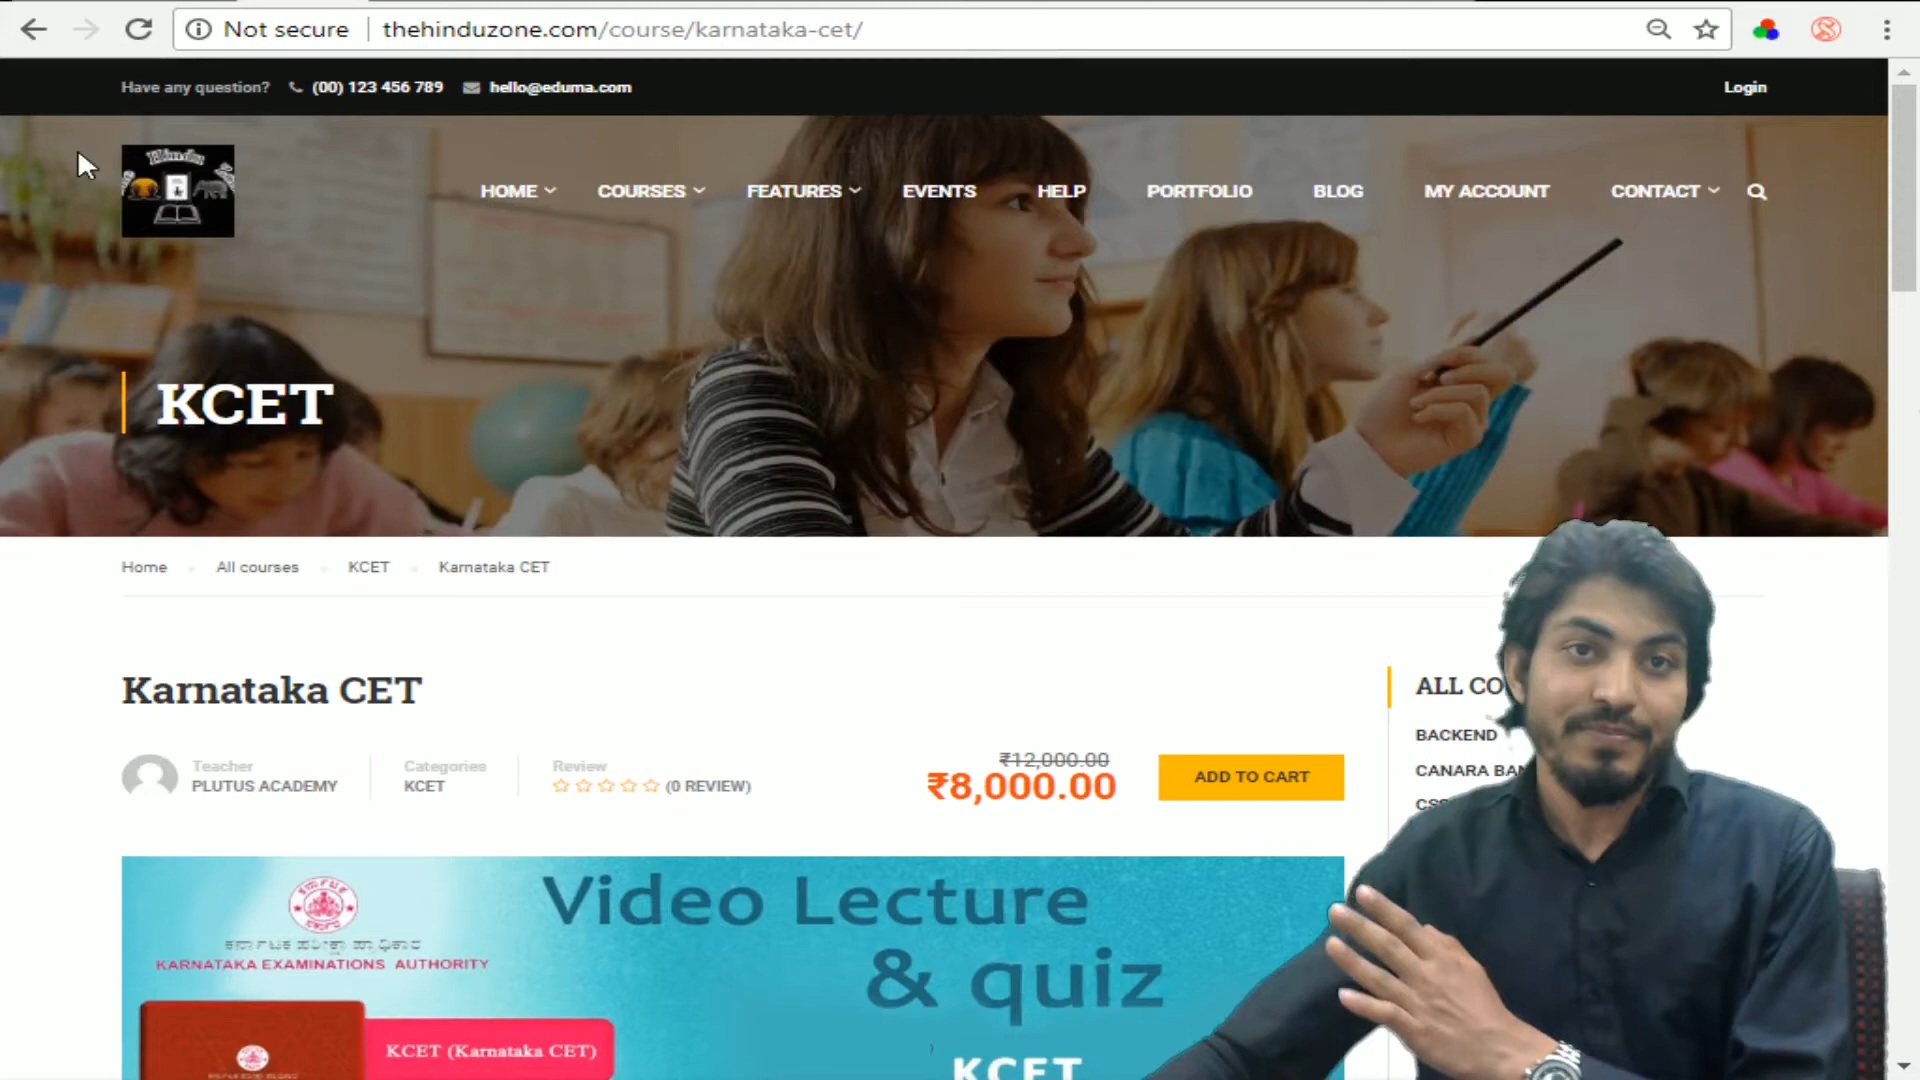 Not secure
thehinduzone.com/course/karnataka-cet/
Have any question? (00) 123 456 789 hello@eduma.com
Login
Hindu
HOME COURSES FEATURES EVENTS HELP PORTFOLIO BLOG MY ACCOUNT CONTACT
KCET
Home All courses KCET Karnataka CET
Karnataka CET
Teacher
PLUTUS ACADEMY
Categories
KCET
Review
(0 REVIEW)
₹12,000.00
₹8,000.00
ADD TO CART
ALL CO
BACKEND
CANARA BAN
CSS
Video Lecture
& quiz
KARNATAKA EXAMINATIONS AUTHORITY
KCET (Karnataka CET)
KCET